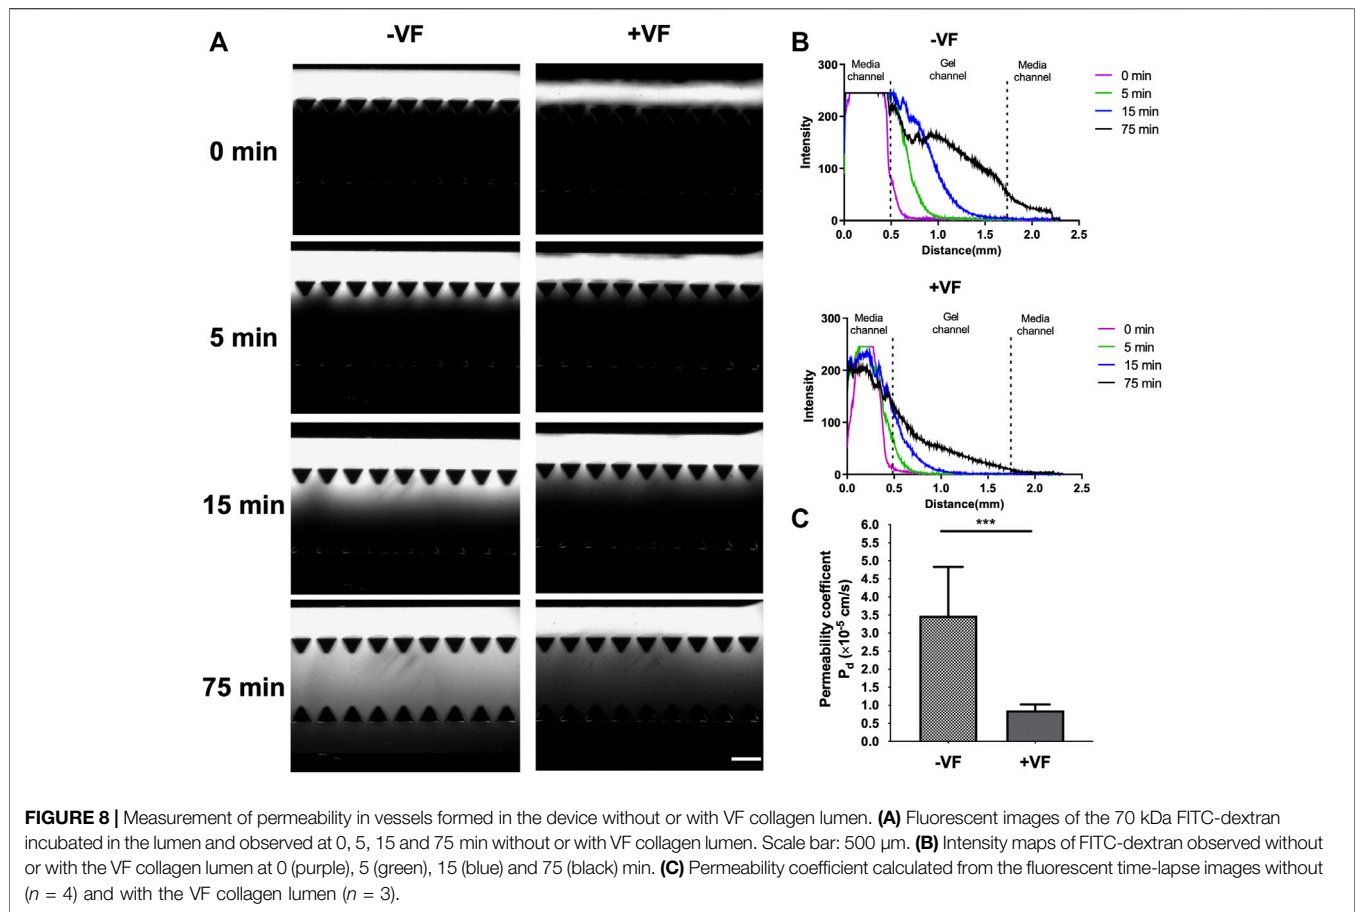 A
-VF
+VF
0 min
5 min
15 min
75 min
B
-VF
Media channel
Gel channel
Media channel
300
200
100
0
Intensity
0.0 0.5 1.0 1.5 2.0 2.5
Distance(mm)
0 min
5 min
15 min
75 min
+VF
Media channel
Gel channel
Media channel
300
200
100
0
Intensity
0.0 0.5 1.0 1.5 2.0 2.5
Distance(mm)
0 min
5 min
15 min
75 min
C
***
6.0
5.5
5.0
4.5
4.0
3.5
3.0
2.5
2.0
1.5
1.0
0.5
0.0
Permeability coefficent
Pd (×10-5 cm/s)
-VF
+VF
FIGURE 8 | Measurement of permeability in vessels formed in the device without or with VF collagen lumen. (A) Fluorescent images of the 70 kDa FITC-dextran
incubated in the lumen and observed at 0, 5, 15 and 75 min without or with VF collagen lumen. Scale bar: 500 μm. (B) Intensity maps of FITC-dextran observed without
or with the VF collagen lumen at 0 (purple), 5 (green), 15 (blue) and 75 (black) min. (C) Permeability coefficient calculated from the fluorescent time-lapse images without
(n = 4) and with the VF collagen lumen (n = 3).